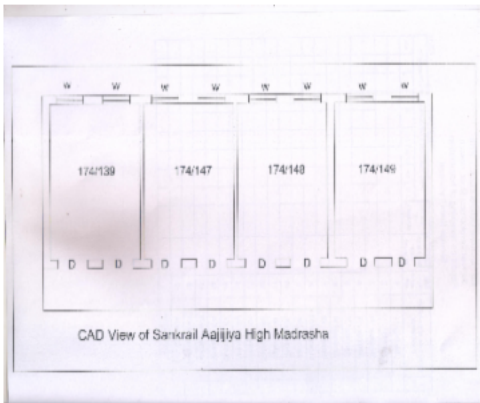 W W W W W W W W
174/139 174/147 174/148 174/149
D D D D D D D D
CAD View of Sankrail Aajijiya High Madrasha